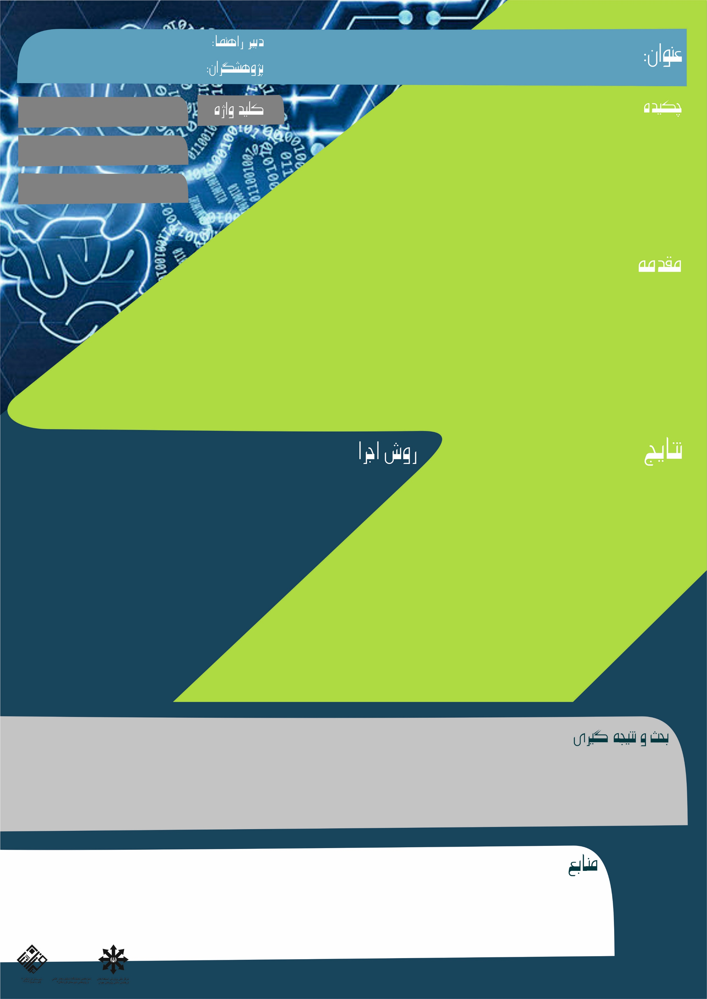 عنوان:
دبیر راهنما:
پژوهشگران:
چکیده
کلید واژه
مقدمه
نتایج
روش اجرا
بحث و نتیجه گیری
منابع